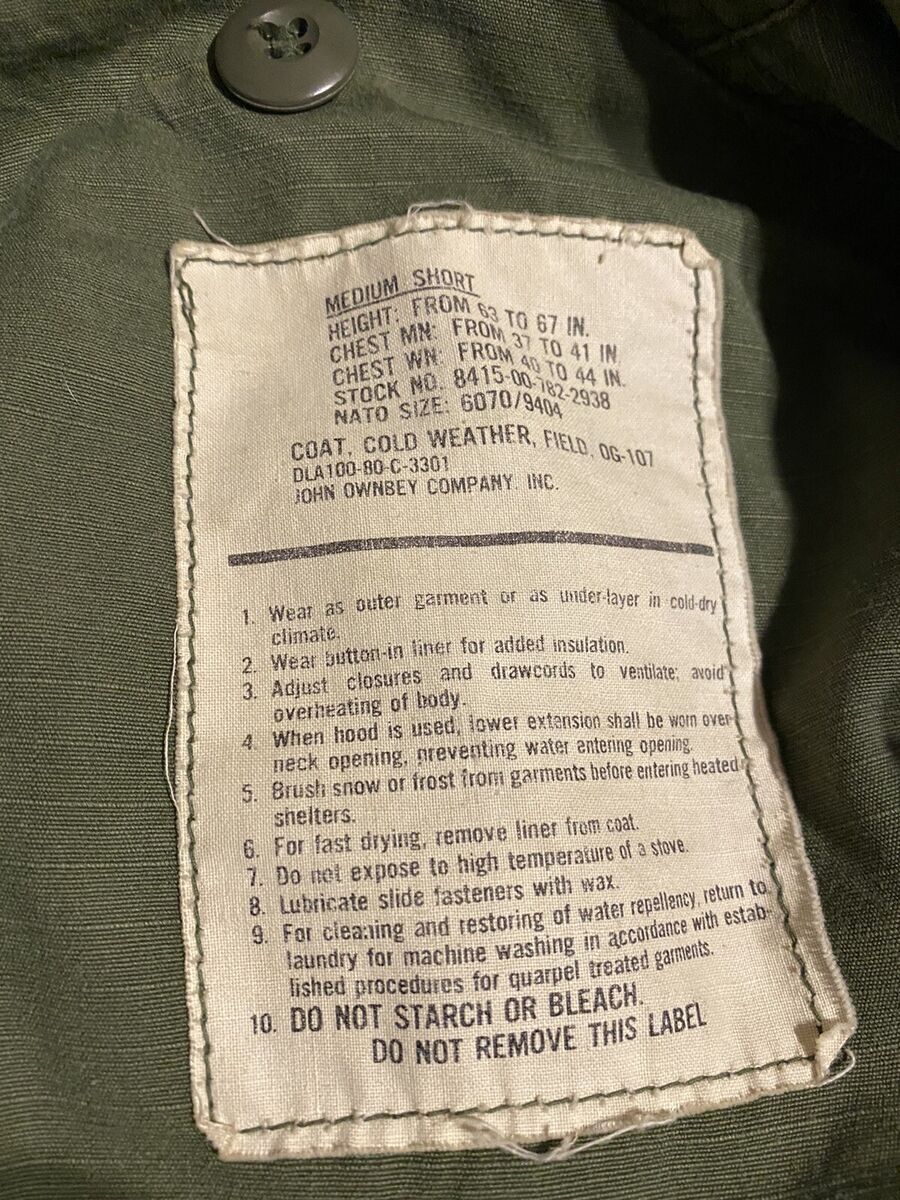 MEDIUM SHORT
HEIGHT: FROM 63 TO 67 IN.
CHEST MN: FROM 37 TO 41 IN
CHEST WN: FROM 40 TO 44 IN.
STOCK NO. 8415-00-782-2938
NATO SIZE: 6070/9404
COAT, COLD WEATHER, FIELD, OG-107
DLA100-80-C-3301
JOHN OWNBEY COMPANY, INC.
1. Wear as outer garment or as under-layer in cold-dry
climate.
2. Wear button-in liner for added insulation.
3. Adjust closures and drawcords to ventilate; avoid
overheating of body.
4. When hood is used, lower extension shall be worn over
neck opening, preventing water entering opening.
5. Brush snow or frost from garments before entering heated
shelters.
6. For fast drying, remove liner from coat.
7. Do not expose to high temperature of a stove.
8. Lubricate slide fasteners with wax.
9. For cleaning and restoring of water repellency, return to
laundry for machine washing in accordance with estab-
lished procedures for quarpel treated garments.
10. DO NOT STARCH OR BLEACH.
DO NOT REMOVE THIS LABEL